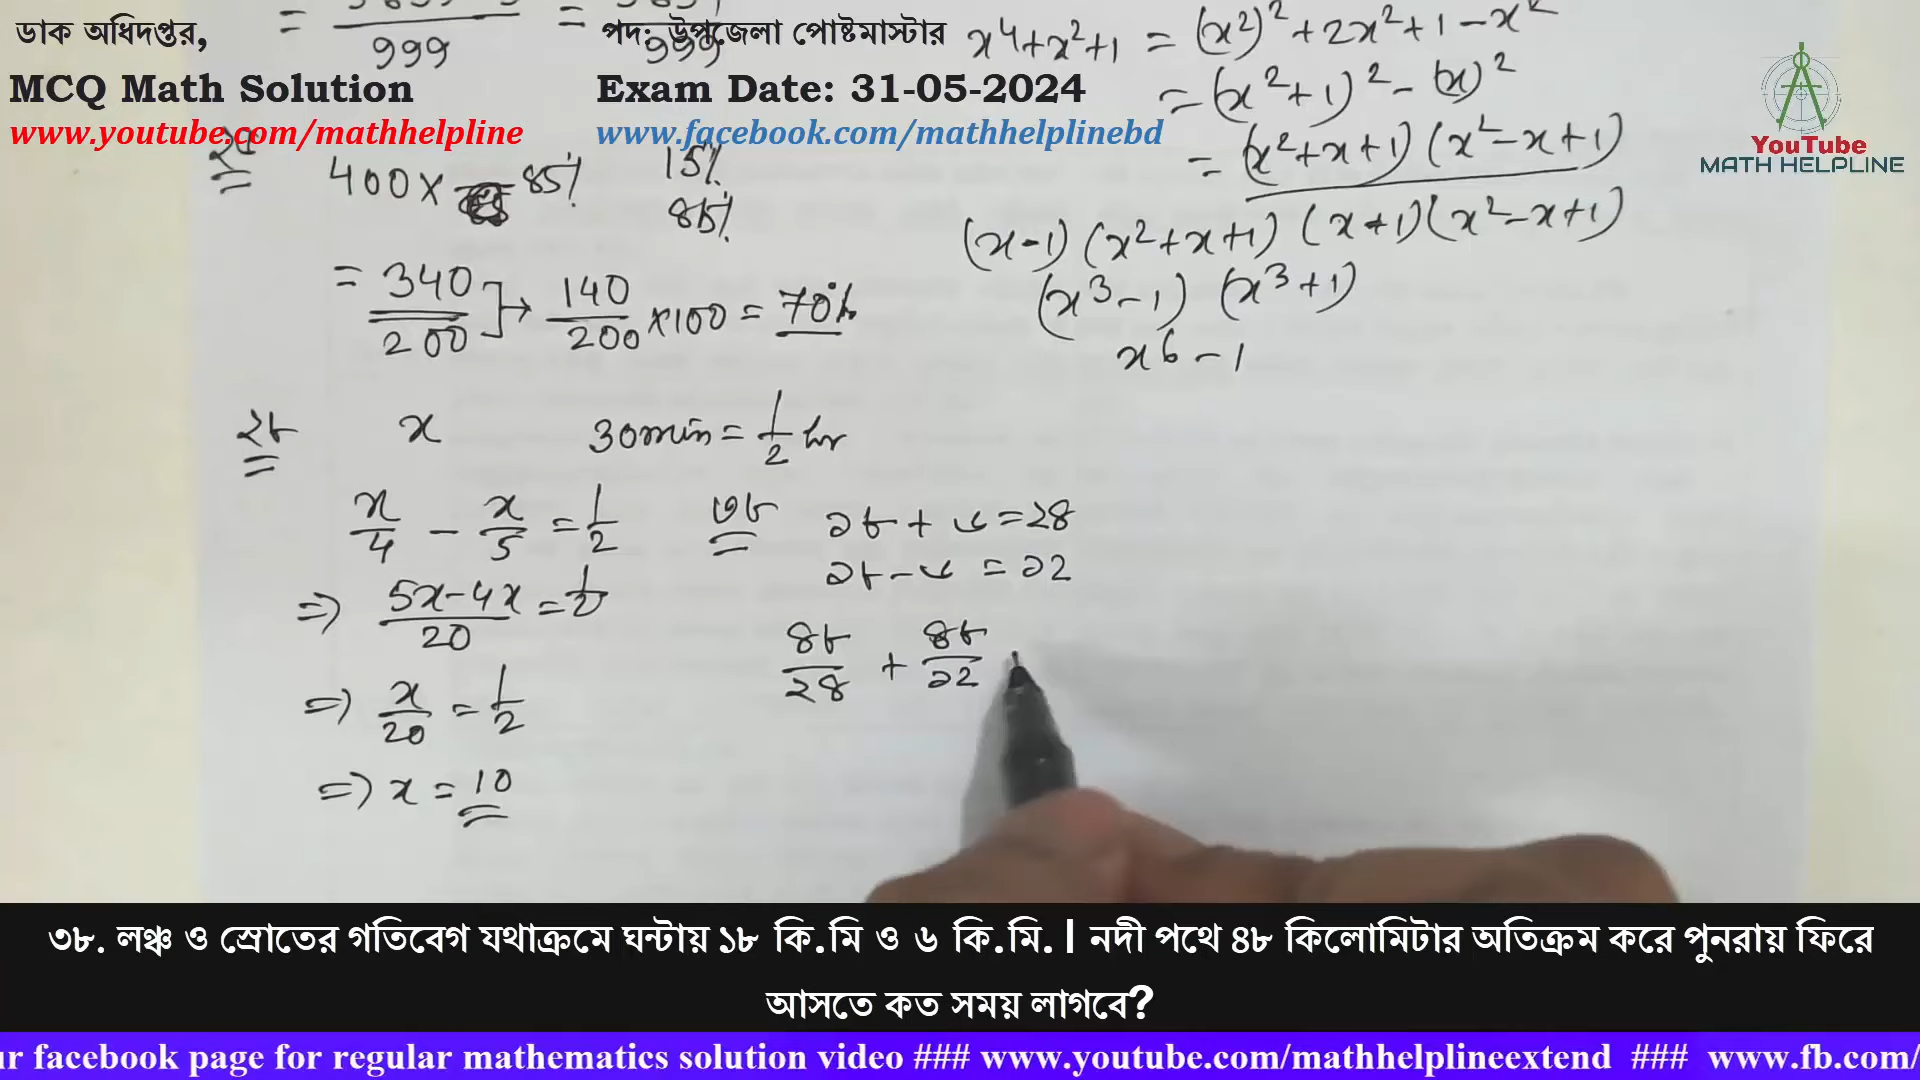 ডাক অধিদপ্তর,
পদ: উপজেলা পোষ্টমাস্টার
MCQ Math Solution
Exam Date: 31-05-2024
www.youtube.com/mathhelpline
www.facebook.com/mathhelplinebd
YouTube
MATH HELPLINE
= 999
= 999
x⁴+x²+1 = (x²)²+2x²+1-x²
= (x²+1)² - (x)²
= (x²+x+1)(x²-x+1)
(x-1)(x²+x+1)(x+1)(x²-x+1)
(x³-1)(x³+1)
x⁶-1
400 × 85%
15%
85%
= 340/200 → 140/200 × 100 = 70%
২৮
x
30min = 1/2 hr
x/4 - x/5 = 1/2
⇒ 5x-4x/20 = 1/2
⇒ x/20 = 1/2
⇒ x = 10
৩৮
১৮ + ৬ = ২৪
১৮ - ৬ = ১২
৪৮/২৪ + ৪৮/১২
৩৮. লঞ্চ ও স্রোতের গতিবেগ যথাক্রমে ঘন্টায় ১৮ কি.মি ও ৬ কি.মি.। নদী পথে ৪৮ কিলোমিটার অতিক্রম করে পুনরায় ফিরে
আসতে কত সময় লাগবে?
ur facebook page for regular mathematics solution video ### www.youtube.com/mathhelplineextend ### www.fb.com/